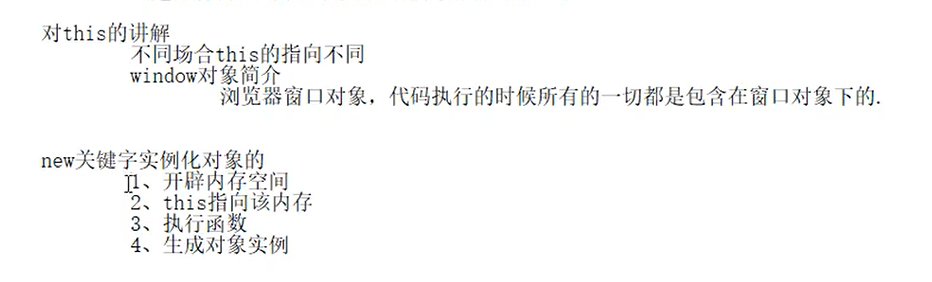 对this的讲解
不同场合this的指向不同
window对象简介
浏览器窗口对象，代码执行的时候所有的一切都是包含在窗口对象下的.
new关键字实例化对象的
1、开辟内存空间
2、this指向该内存
3、执行函数
4、生成对象实例